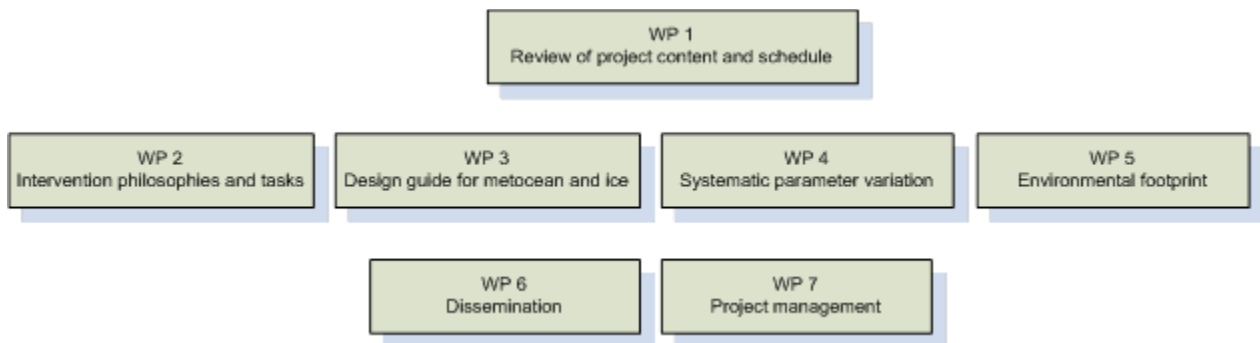 WP 1
Review of project content and schedule
WP 2
Intervention philosophies and tasks
WP 3
Design guide for metocean and ice
WP 4
Systematic parameter variation
WP 5
Environmental footprint
WP 6
Dissemination
WP 7
Project management